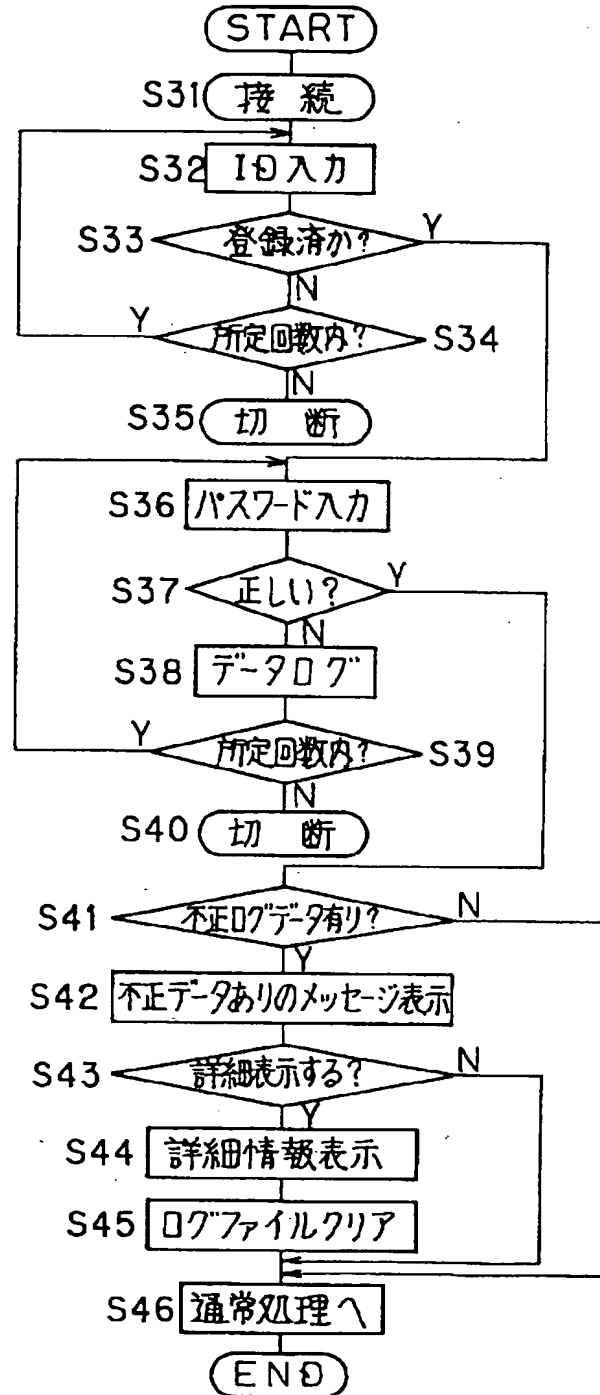 START
S31 接続
S32 ID入力
S33 登録済か? Y
N
Y 所定回数内? S34
N
S35 切断
S36 パスワード入力
S37 正しい? Y
N
S38 データログ
Y 所定回数内? S39
N
S40 切断
S41 不正ログデータ有り? N
Y
S42 不正データありのメッセージ表示
S43 詳細表示する? N
Y
S44 詳細情報表示
S45 ログファイルクリア
S46 通常処理へ
END